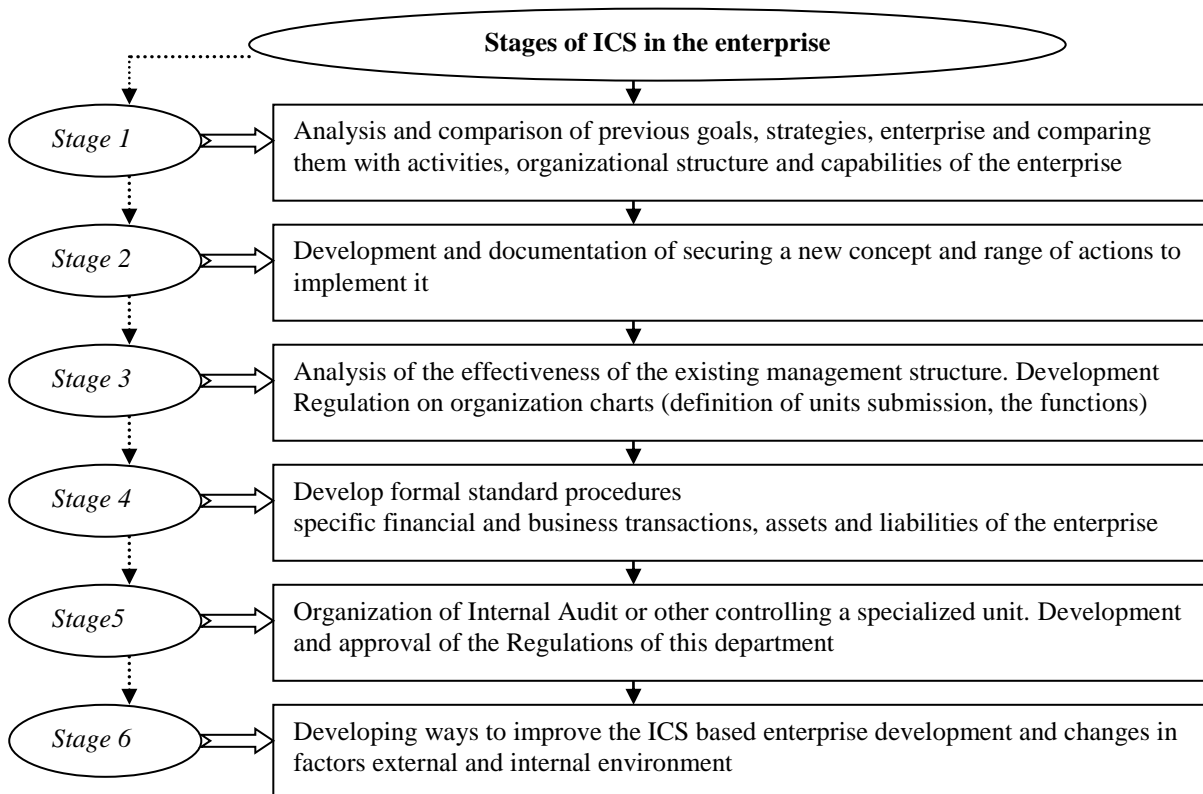 Stages of ICS in the enterprise
Stage 1
Analysis and comparison of previous goals, strategies, enterprise and comparing
them with activities, organizational structure and capabilities of the enterprise
Stage 2
Development and documentation of securing a new concept and range of actions to
implement it
Stage 3
Analysis of the effectiveness of the existing management structure. Development
Regulation on organization charts (definition of units submission, the functions)
Stage 4
Develop formal standard procedures
specific financial and business transactions, assets and liabilities of the enterprise
Stage5
Organization of Internal Audit or other controlling a specialized unit. Development
and approval of the Regulations of this department
Stage 6
Developing ways to improve the ICS based enterprise development and changes in
factors external and internal environment